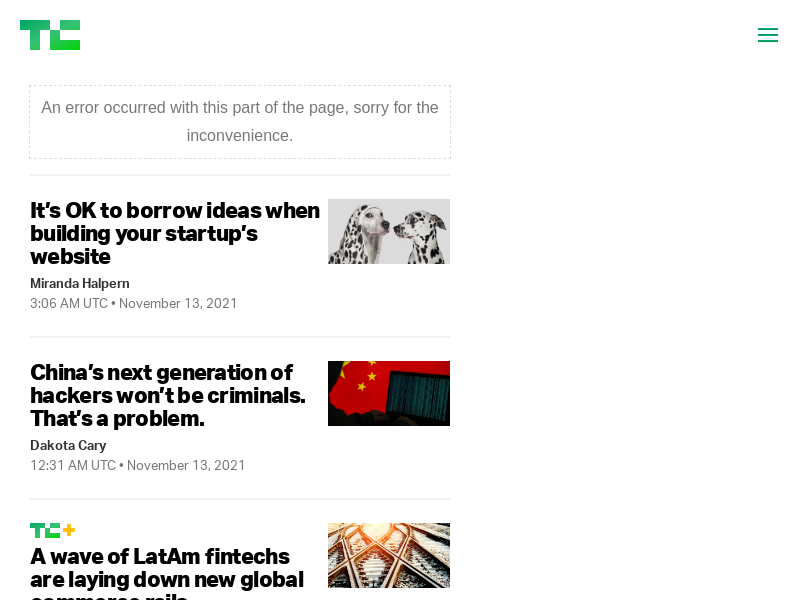 TC
An error occurred with this part of the page, sorry for the
inconvenience.
It's OK to borrow ideas when
building your startup's
website
Miranda Halpern
3:06 AM UTC • November 13, 2021
China's next generation of
hackers won't be criminals.
That's a problem.
Dakota Cary
12:31 AM UTC • November 13, 2021
TC+
A wave of LatAm fintechs
are laying down new global
commerce rails